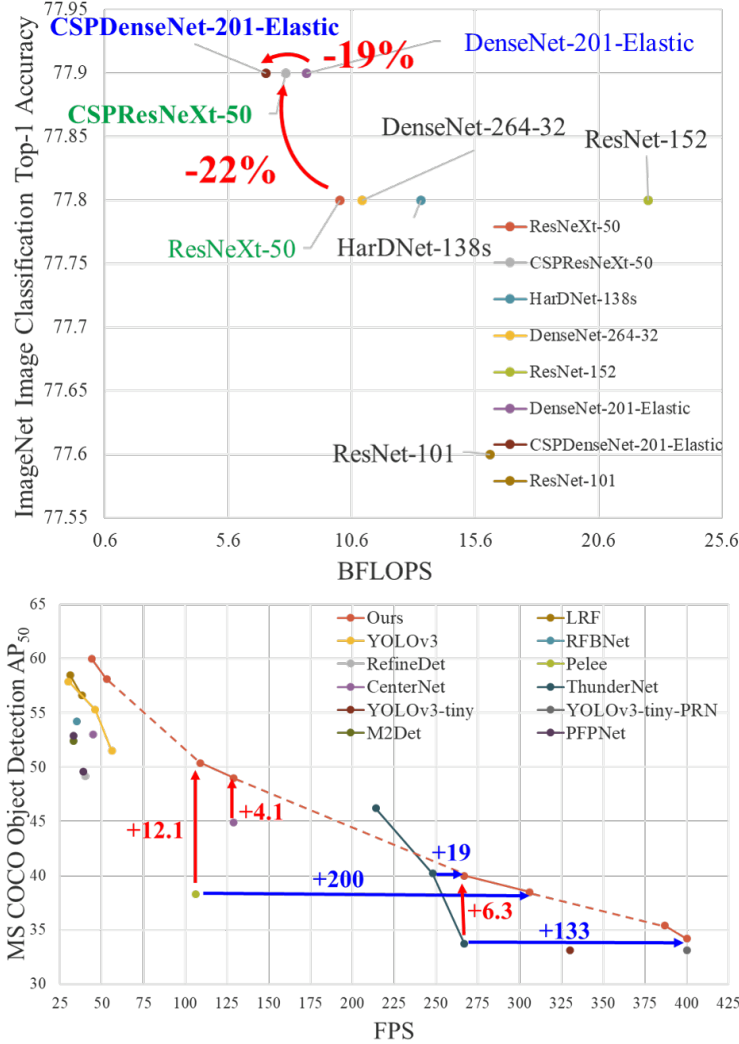 77.95
CSPDenseNet-201-Elastic
-19%
DenseNet-201-Elastic
77.9
CSPResNeXt-50
77.85
DenseNet-264-32
ResNet-152
-22%
77.8
ResNeXt-50
HarDNet-138s
ResNeXt-50
77.75
CSPResNeXt-50
HarDNet-138s
77.7
DenseNet-264-32
ResNet-152
77.65
DenseNet-201-Elastic
ResNet-101
CSPDenseNet-201-Elastic
77.6
ResNet-101
77.55
0.6 5.6 10.6 15.6 20.6 25.6
BFLOPS
ImageNet Image Classification Top-1 Accuracy
65
Ours LRF
YOLOv3 RFBNet
60
RefineDet Pelee
CenterNet ThunderNet
55
YOLOv3-tiny YOLOv3-tiny-PRN
M2Det PFPNet
50
+4.1
45
+12.1
+19
40
+200
+6.3
35
+133
30
25 50 75 100 125 150 175 200 225 250 275 300 325 350 375 400 425
FPS
MS COCO Object Detection AP50